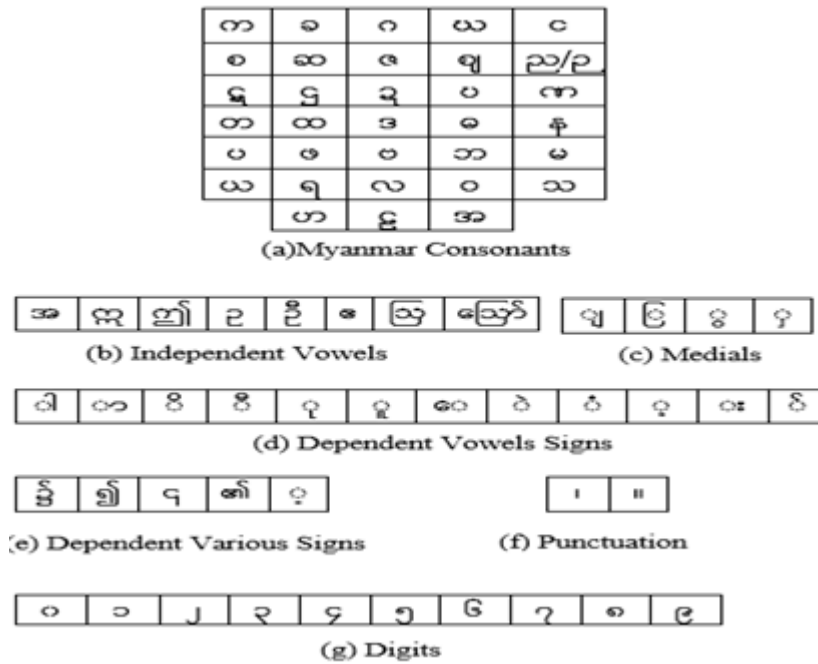 က ခ ဂ ဃ င
စ ဆ ဇ ဈ ည/ဉ
ဋ ဌ ဍ ဎ ဏ
တ ထ ဒ ဓ န
ပ ဖ ဗ ဘ မ
ယ ရ လ ဝ သ
ဟ ဠ အ
(a)Myanmar Consonants
အ ဣ ဤ ဥ ဦ ဧ ဩ ဪ
(b) Independent Vowels
◌ျ ◌ြ ◌ွ ◌ှ
(c) Medials
◌ါ ◌ာ ◌ိ ◌ီ ◌ု ◌ူ ◌ေ ◌ဲ ◌ံ ◌့ ◌း ◌်
(d) Dependent Vowels Signs
၌ ၍ ၎ ၏ ◌့
(e) Dependent Various Signs
၊ ။
(f) Punctuation
၀ ၁ ၂ ၃ ၄ ၅ ၆ ၇ ၈ ၉
(g) Digits